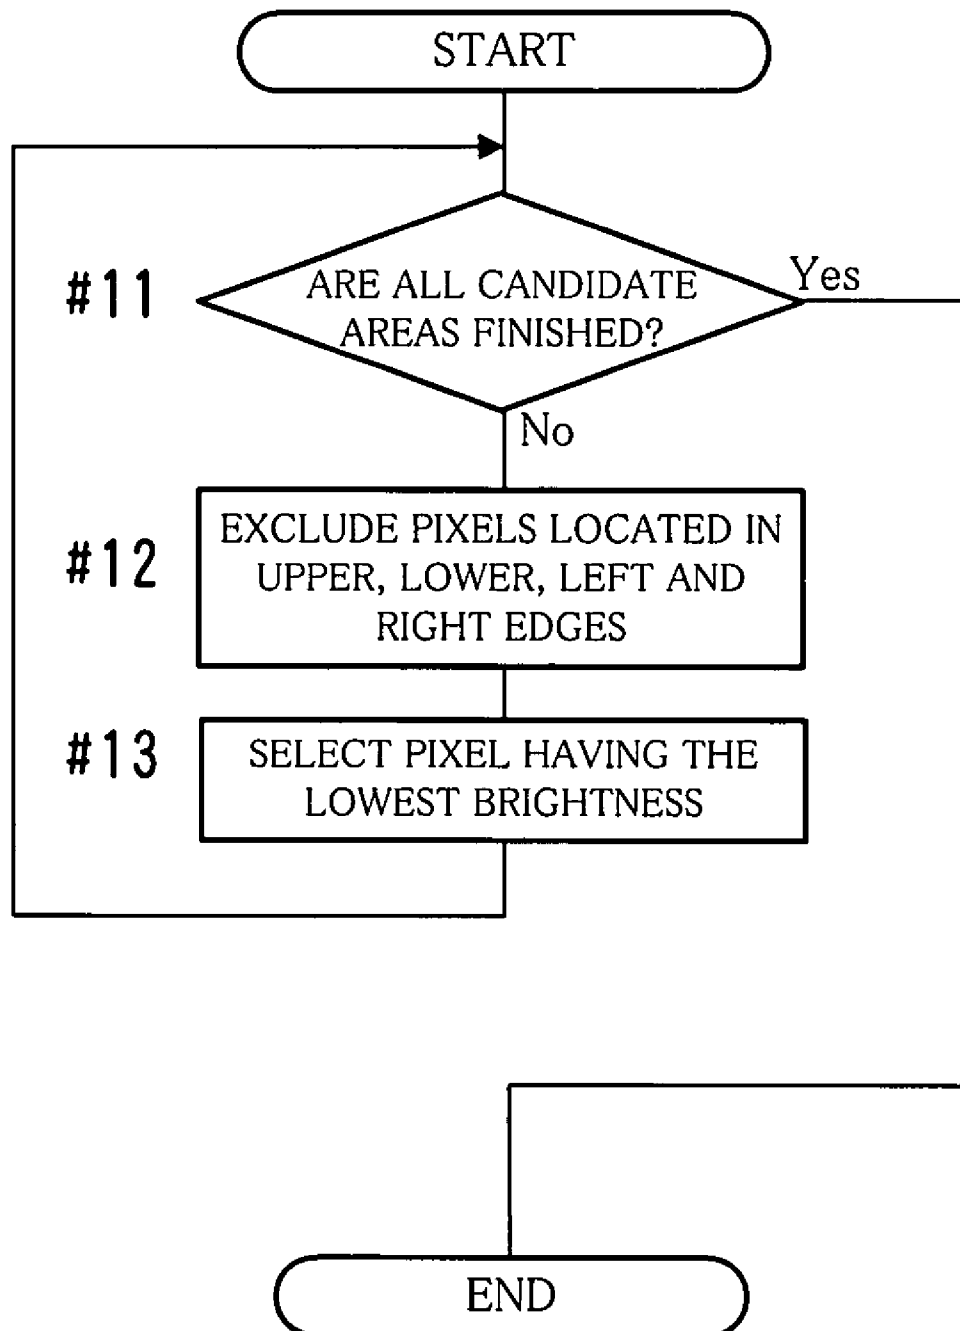 START
#11
ARE ALL CANDIDATE
AREAS FINISHED?
Yes
No
#12
EXCLUDE PIXELS LOCATED IN
UPPER, LOWER, LEFT AND
RIGHT EDGES
#13
SELECT PIXEL HAVING THE
LOWEST BRIGHTNESS
END